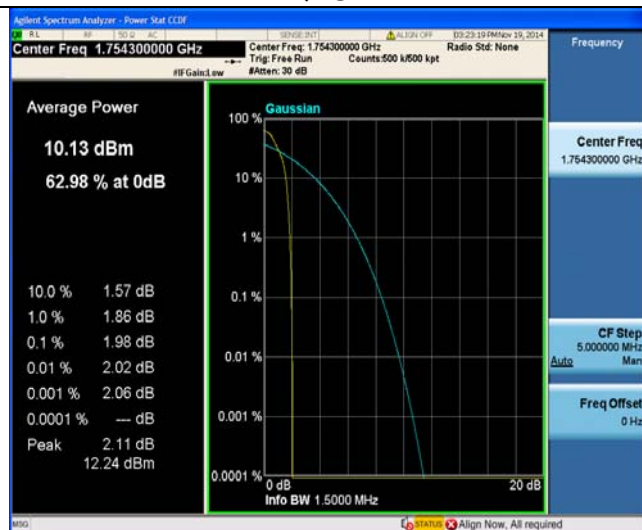 Agilent Spectrum Analyzer - Power Stat CCDF
RL RF 50 Ω AC SENSE:INT ALIGN OFF 03:23:19 PM Nov 19, 2014
Center Freq 1.754300000 GHz
Center Freq: 1.754300000 GHz Radio Std: None
Trig: Free Run Counts:500 k/500 kpt
#IFGain:Low #Atten: 30 dB
Frequency
Average Power
10.13 dBm
62.98 % at 0dB
10.0 % 1.57 dB
1.0 % 1.86 dB
0.1 % 1.98 dB
0.01 % 2.02 dB
0.001 % 2.06 dB
0.0001 % --- dB
Peak 2.11 dB
12.24 dBm
Gaussian
100 %
10 %
1 %
0.1 %
0.01 %
0.001 %
0.0001 %
0 dB 20 dB
Info BW 1.5000 MHz
Center Freq
1.754300000 GHz
CF Step
5.000000 MHz
Auto Man
Freq Offset
0 Hz
MSG STATUS Align Now, All required